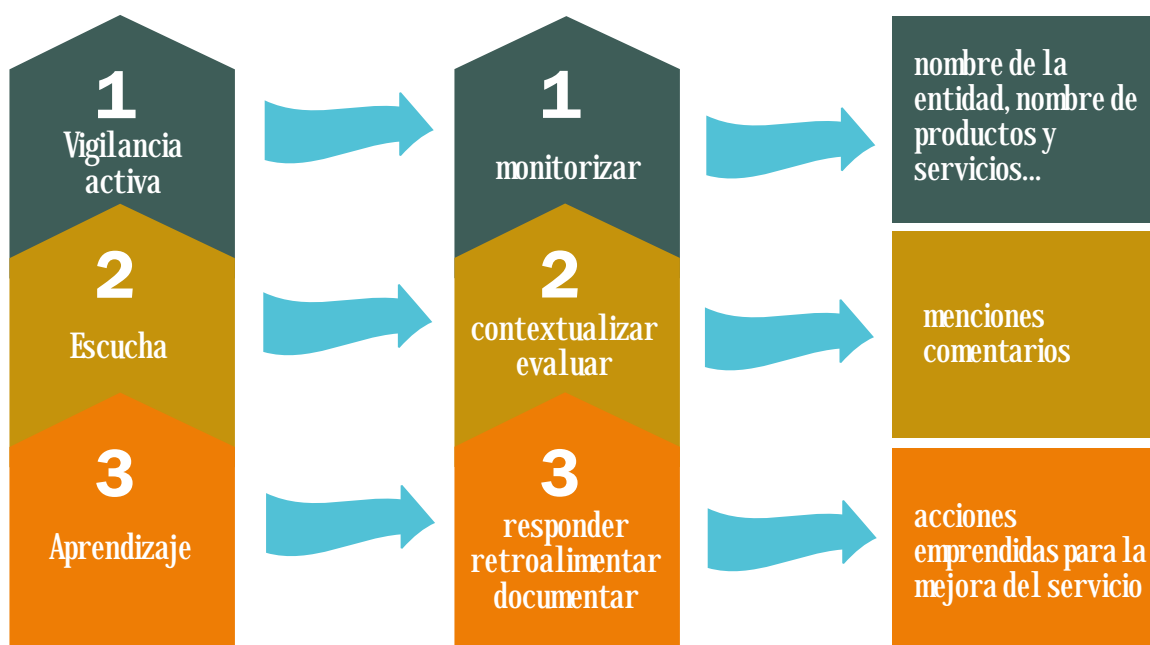 1
Vigilancia
activa
1
monitorizar
nombre de la
entidad, nombre de
productos y
servicios...
2
Escucha
2
contextualizar
evaluar
menciones
comentarios
3
Aprendizaje
3
responder
retroalimentar
documentar
acciones
emprendidas para la
mejora del servicio